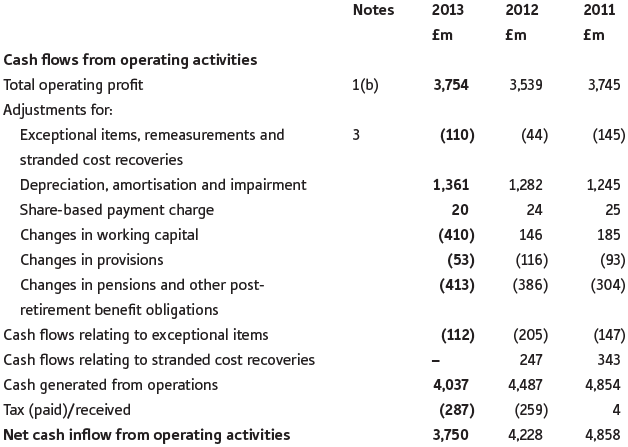 Notes 2013 2012 2011
£m £m £m
Cash flows from operating activities
Total operating profit 1(b) 3,754 3,539 3,745
Adjustments for:
Exceptional items, remeasurements and 3 (110) (44) (145)
stranded cost recoveries
Depreciation, amortisation and impairment 1,361 1,282 1,245
Share-based payment charge 20 24 25
Changes in working capital (410) 146 185
Changes in provisions (53) (116) (93)
Changes in pensions and other post- (413) (386) (304)
retirement benefit obligations
Cash flows relating to exceptional items (112) (205) (147)
Cash flows relating to stranded cost recoveries – 247 343
Cash generated from operations 4,037 4,487 4,854
Tax (paid)/received (287) (259) 4
Net cash inflow from operating activities 3,750 4,228 4,858